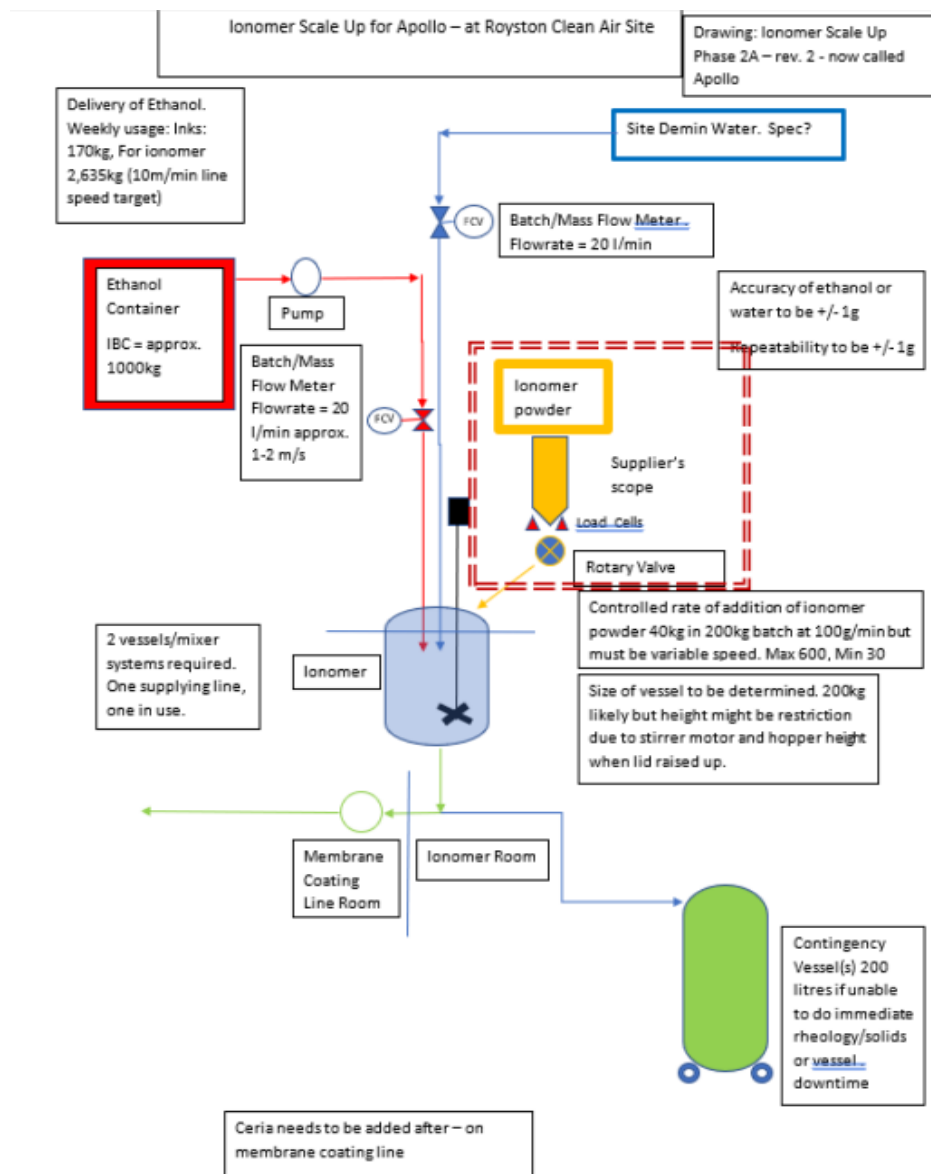 Ionomer Scale Up for Apollo – at Royston Clean Air Site
Drawing: Ionomer Scale Up
Phase 2A – rev. 2 - now called
Apollo
Delivery of Ethanol.
Weekly usage: Inks:
170kg, For ionomer
2,635kg (10m/min line
speed target)
Site Demin Water. Spec?
FCV
Batch/Mass Flow Meter.
Flowrate = 20 l/min
Ethanol
Container
IBC = approx.
1000kg
Pump
Accuracy of ethanol or
water to be +/- 1g
Repeatability to be +/- 1g
Batch/Mass
Flow Meter
Flowrate = 20
l/min approx.
1-2 m/s
FCV
Ionomer
powder
Supplier's
scope
Load Cells
Rotary Valve
Controlled rate of addition of ionomer
powder 40kg in 200kg batch at 100g/min but
must be variable speed. Max 600, Min 30
2 vessels/mixer
systems required.
One supplying line,
one in use.
Ionomer
Size of vessel to be determined. 200kg
likely but height might be restriction
due to stirrer motor and hopper height
when lid raised up.
Membrane
Coating
Line Room
Ionomer Room
Contingency
Vessel(s) 200
litres if unable
to do immediate
rheology/solids
or vessel
downtime
Ceria needs to be added after – on
membrane coating line